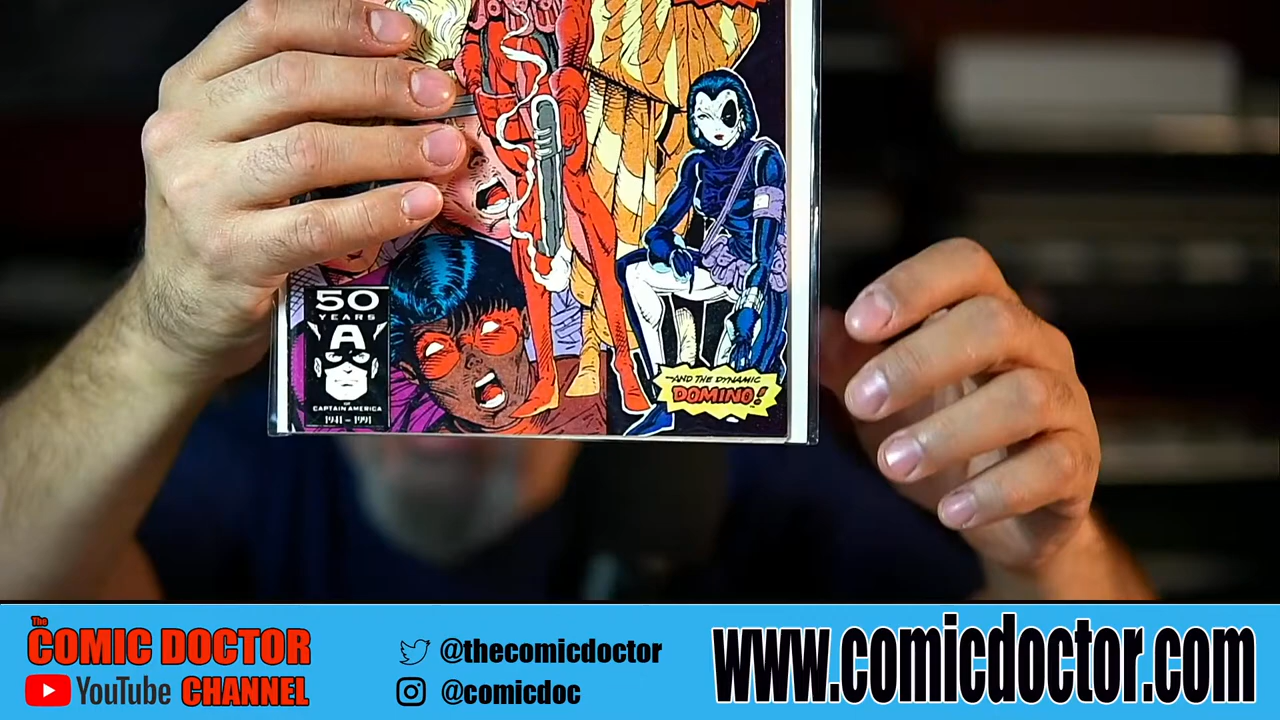 50
YEARS
A
OF
CAPTAIN AMERICA
1941-1991
AND THE DYNAMIC
DOMINO!
The
COMIC DOCTOR
YouTube CHANNEL
@thecomicdoctor
@comicdoc
www.comicdoctor.com